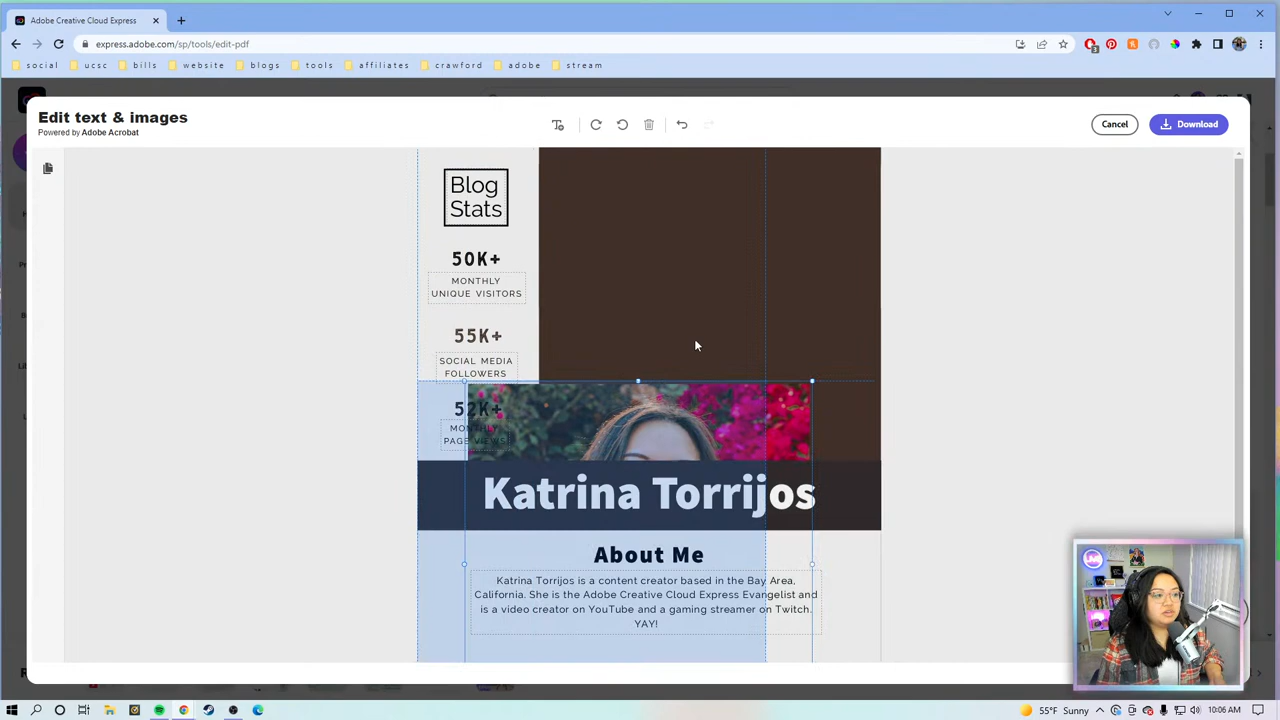 Adobe Creative Cloud Express
express.adobe.com/sp/tools/edit-pdf
social ucsc bills website blogs tools affiliates crawford adobe stream
Edit text & images
Powered by Adobe Acrobat
Cancel
Download
Blog
Stats
50K+
MONTHLY
UNIQUE VISITORS
55K+
SOCIAL MEDIA
FOLLOWERS
52K+
MONTHLY
PAGE VIEWS
Katrina Torrijos
About Me
Katrina Torrijos is a content creator based in the Bay Area,
California. She is the Adobe Creative Cloud Express Evangelist and
is a video creator on YouTube and a gaming streamer on Twitch.
YAY!
55°F Sunny
10:06 AM